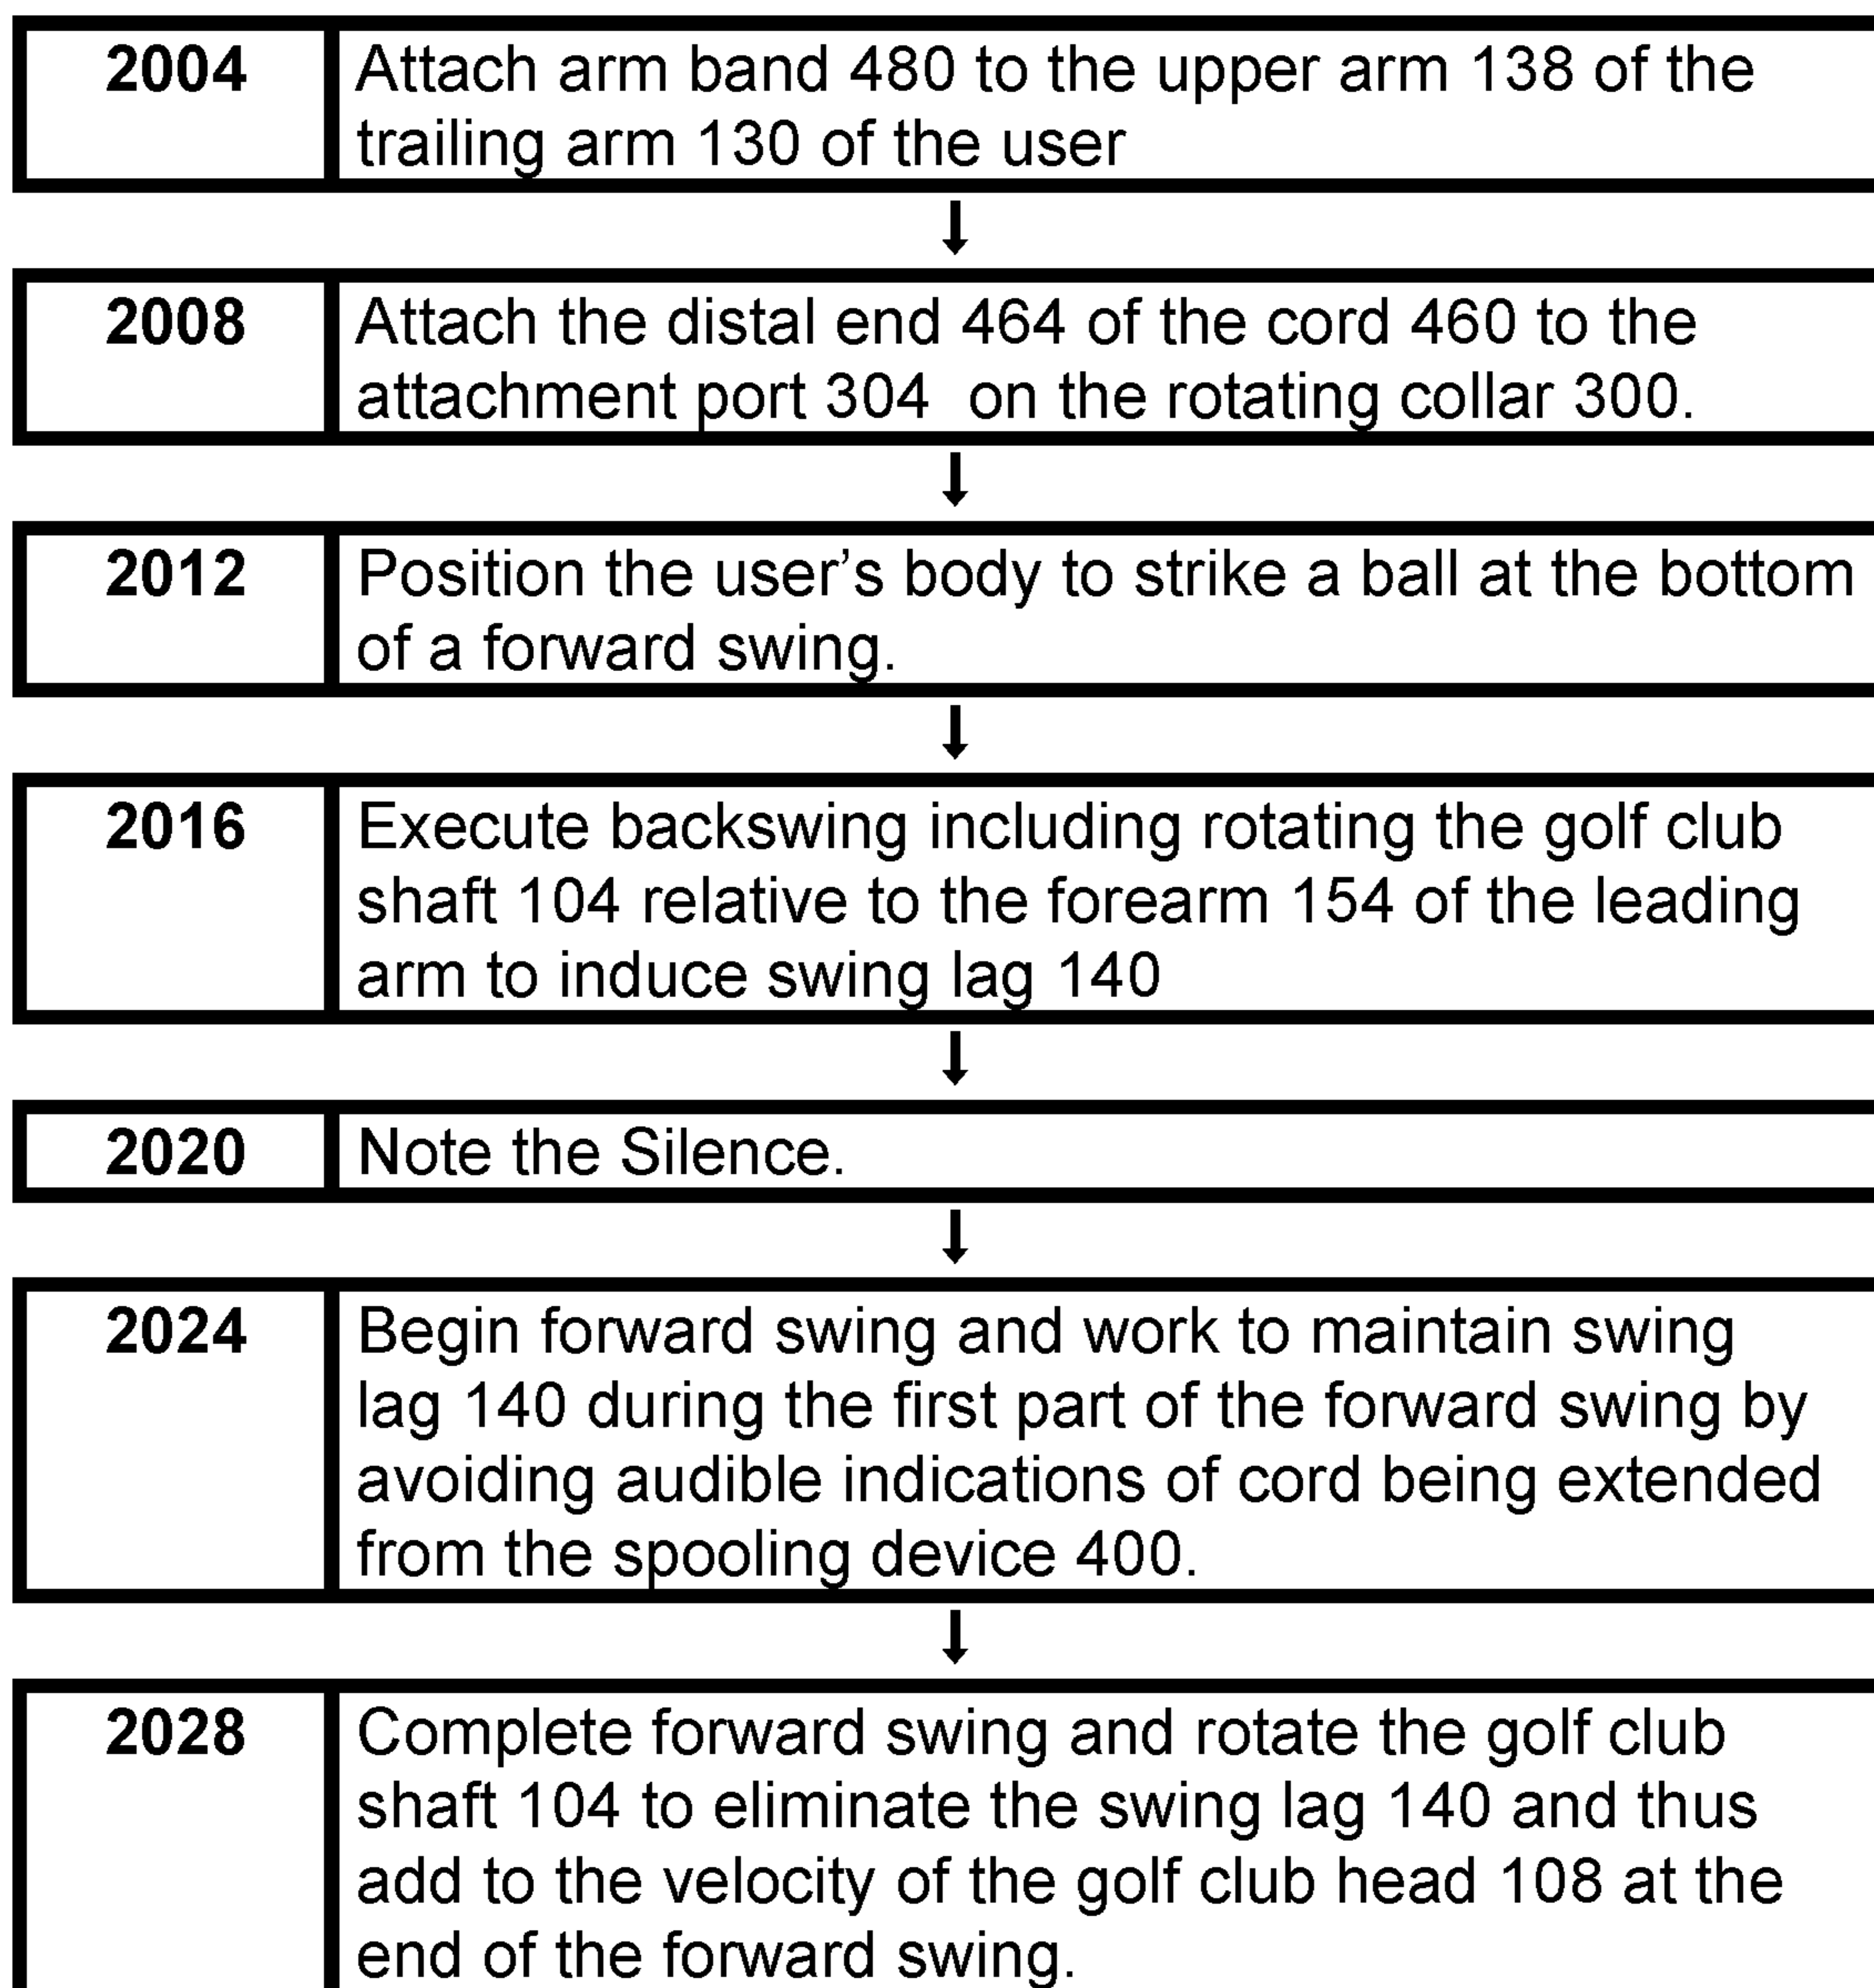 2004 Attach arm band 480 to the upper arm 138 of the
trailing arm 130 of the user
2008 Attach the distal end 464 of the cord 460 to the
attachment port 304 on the rotating collar 300.
2012 Position the user's body to strike a ball at the bottom
of a forward swing.
2016 Execute backswing including rotating the golf club
shaft 104 relative to the forearm 154 of the leading
arm to induce swing lag 140
2020 Note the Silence.
2024 Begin forward swing and work to maintain swing
lag 140 during the first part of the forward swing by
avoiding audible indications of cord being extended
from the spooling device 400.
2028 Complete forward swing and rotate the golf club
shaft 104 to eliminate the swing lag 140 and thus
add to the velocity of the golf club head 108 at the
end of the forward swing.